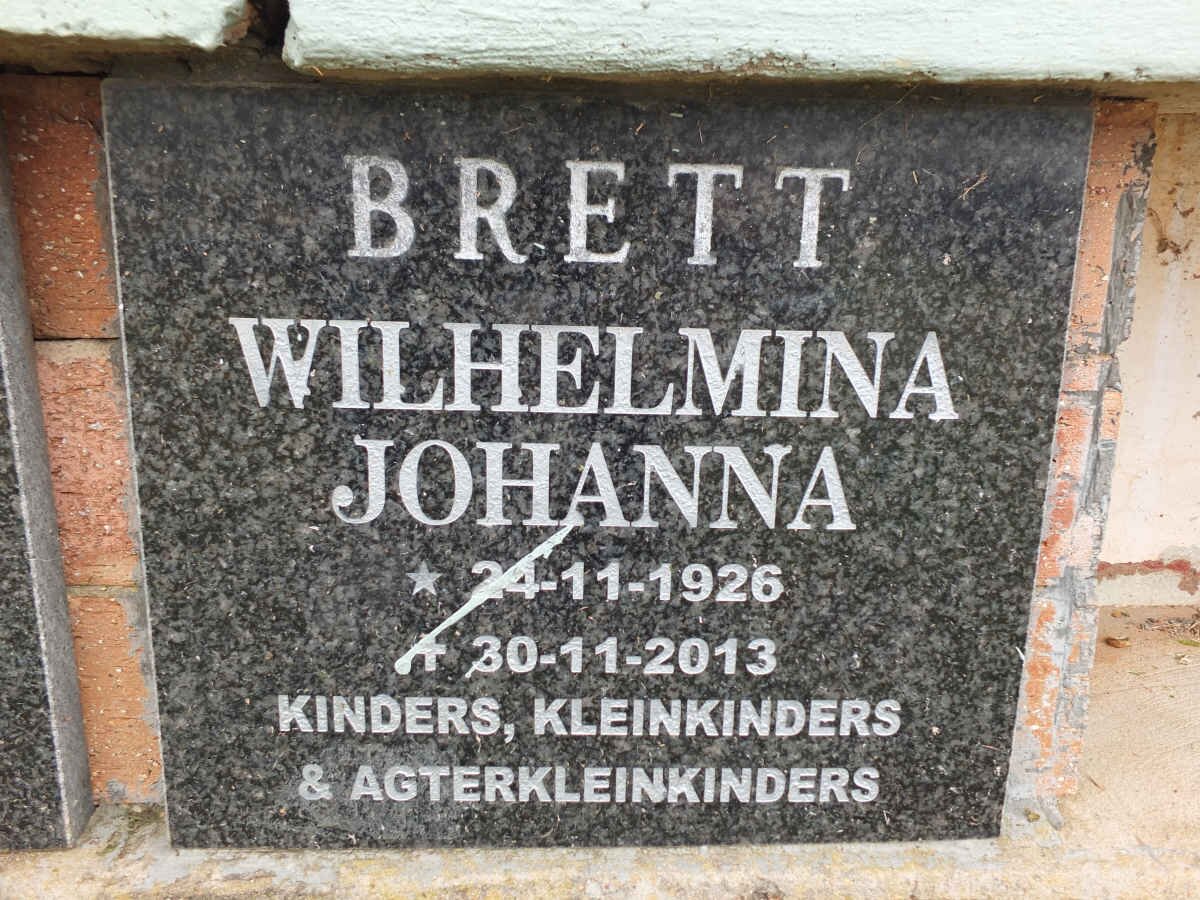 BRETT
WILHELMINA
JOHANNA
★ 24-11-1926
✝ 30-11-2013
KINDERS, KLEINKINDERS
& AGTERKLEINKINDERS